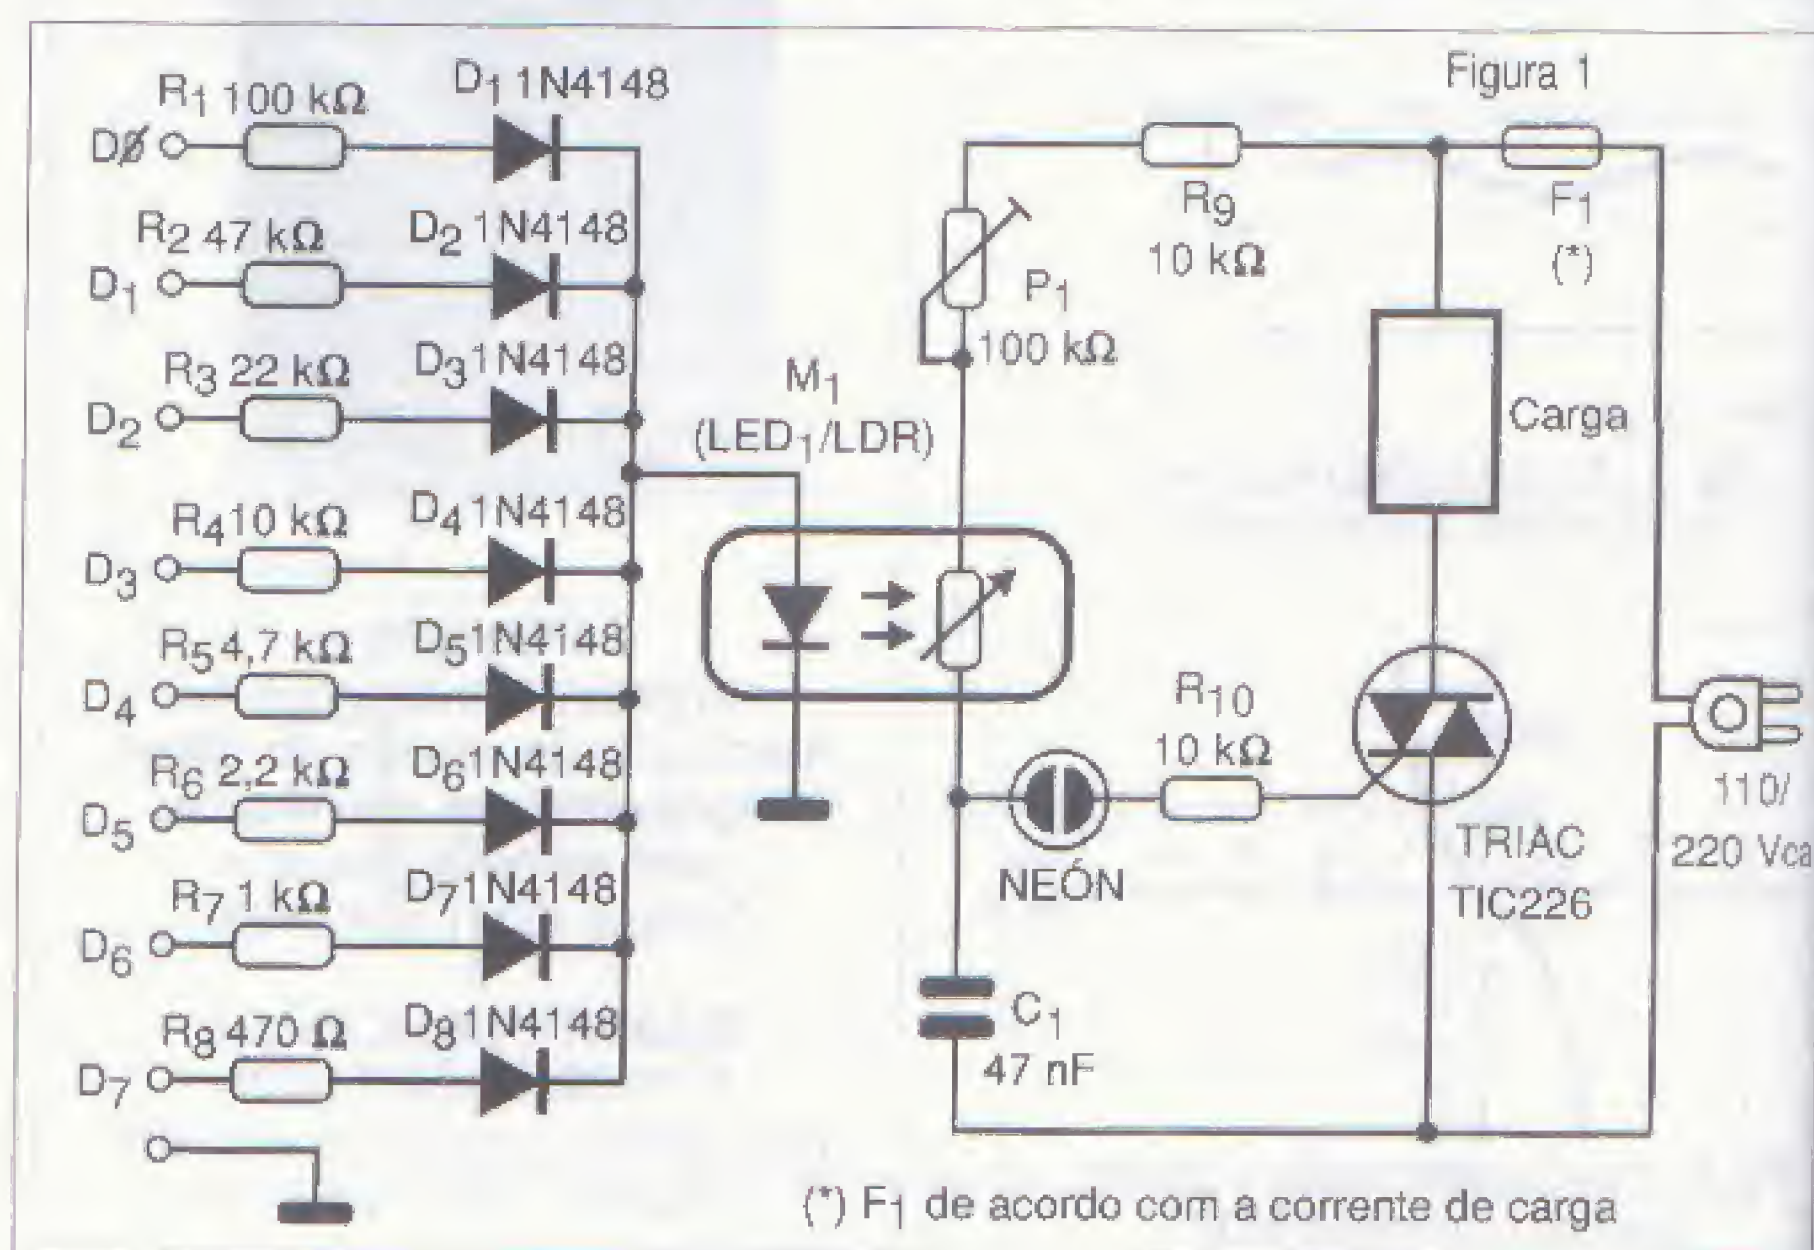 Figura 1
R1 100 kΩ
D1 1N4148
DØ
R2 47 kΩ
D2 1N4148
D1
R3 22 kΩ
D3 1N4148
D2
R4 10 kΩ
D4 1N4148
D3
R5 4,7 kΩ
D5 1N4148
D4
R6 2,2 kΩ
D6 1N4148
D5
R7 1 kΩ
D7 1N4148
D6
R8 470 Ω
D8 1N4148
D7
M1
(LED1/LDR)
P1
100 kΩ
R9
10 kΩ
F1
(*)
Carga
R10
10 kΩ
NEÓN
TRIAC
TIC226
110/
220 Vca
C1
47 nF
(*) F1 de acordo com a corrente de carga